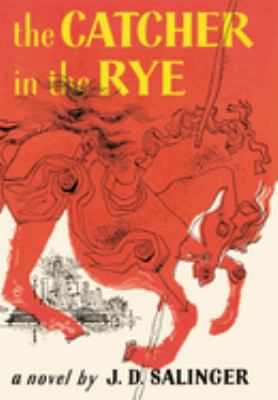 the CATCHER
in the RYE
a novel by J. D. SALINGER